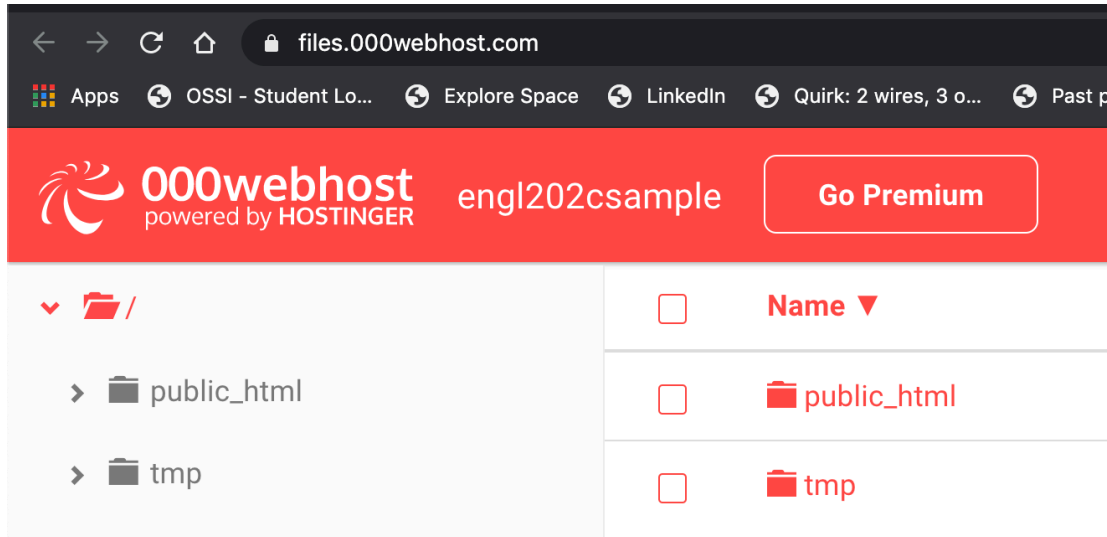 files.000webhost.com
Apps OSSI - Student Lo... Explore Space LinkedIn Quirk: 2 wires, 3 o... Past p
000webhost
powered by HOSTINGER
engl202csample
Go Premium
/
public_html
tmp
Name ▼
public_html
tmp